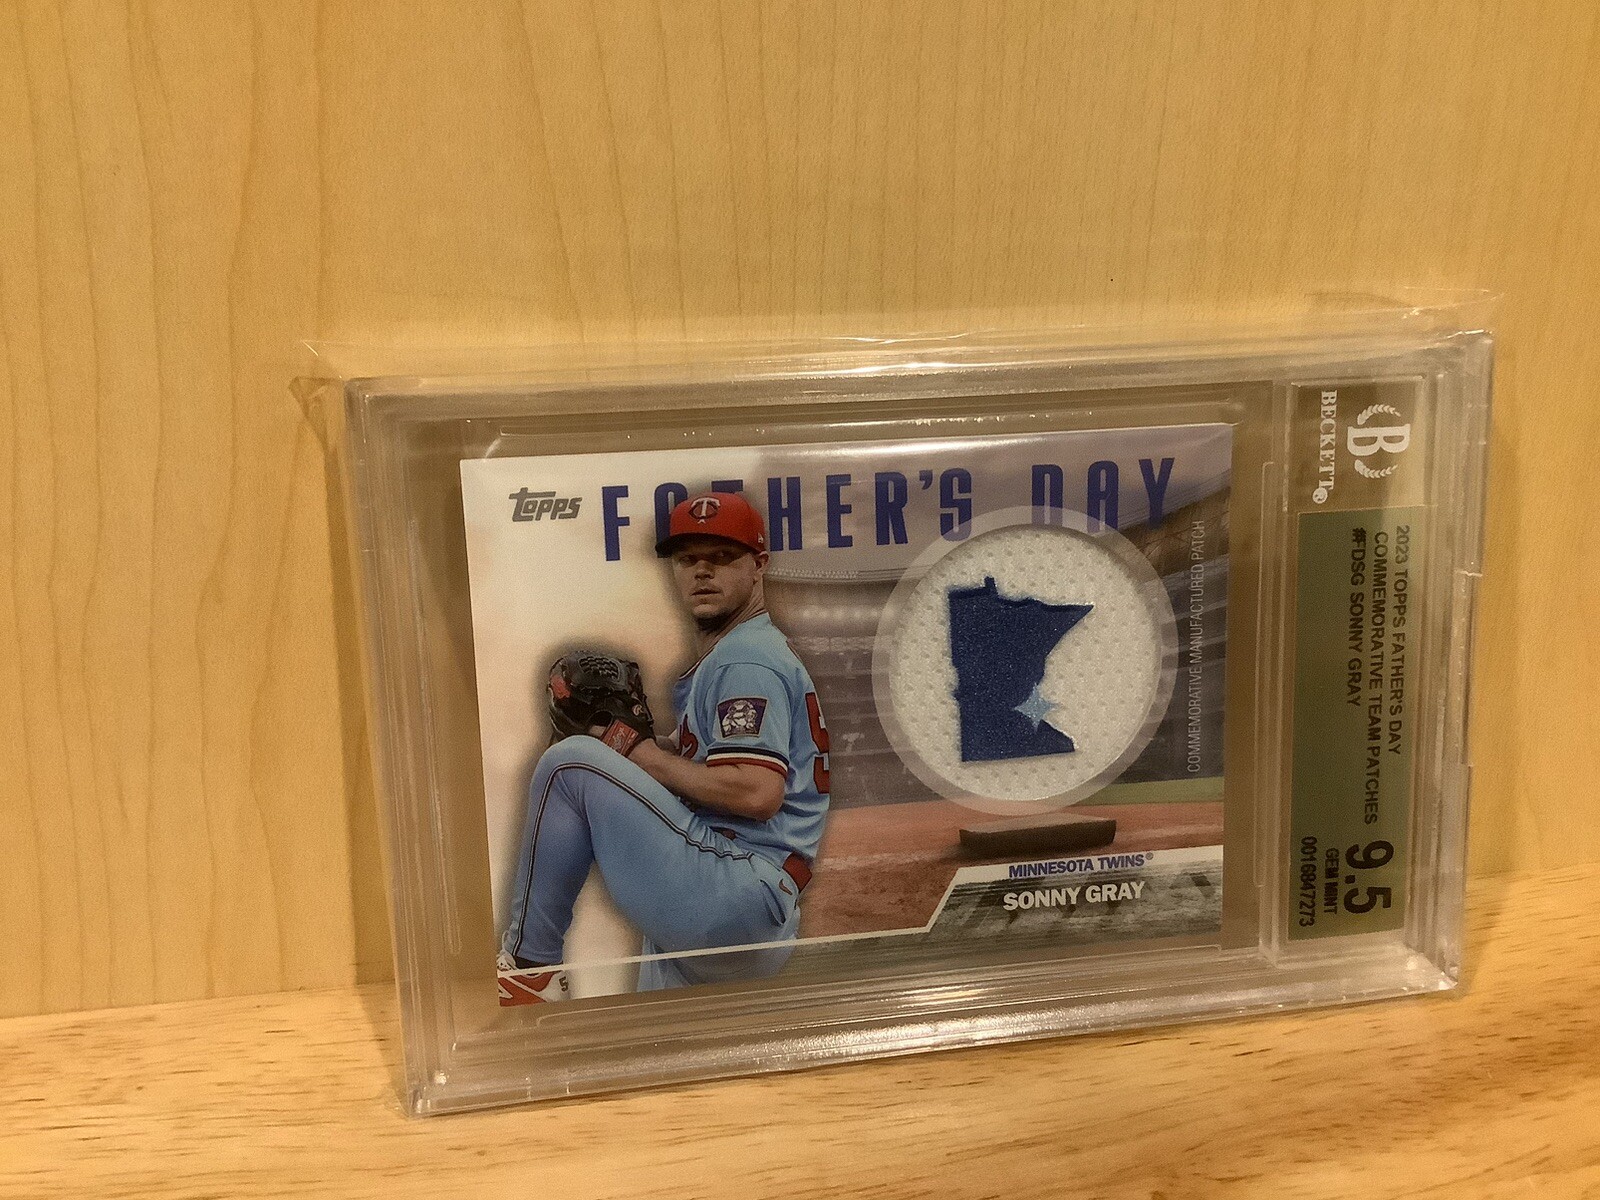 Topps
FATHER'S DAY
COMMEMORATIVE MANUFACTURED PATCH
MINNESOTA TWINS®
SONNY GRAY
B
BECKETT®
2023 TOPPS FATHER'S DAY
COMMEMORATIVE TEAM PATCHES
#FDSG SONNY GRAY
9.5
GEM MINT
0016847273